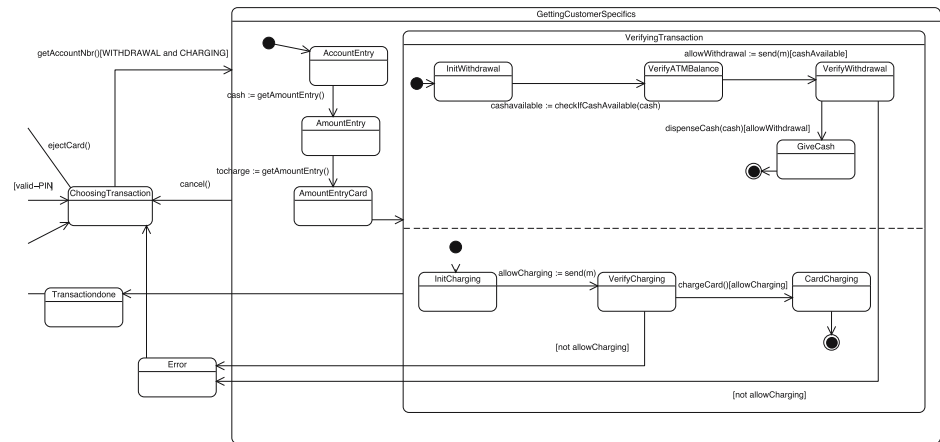 GettingCustomerSpecifics
VerifyingTransaction
getAccountNbr()[WITHDRAWAL and CHARGING]
AccountEntry
allowWithdrawal := send(m)[cashAvailable]
InitWithdrawal
VerifyATMBalance
VerifyWithdrawal
cash := getAmountEntry()
cashavailable := checkIfCashAvailable(cash)
AmountEntry
dispenseCash(cash)[allowWithdrawal]
ejectCard()
GiveCash
tocharge := getAmountEntry()
[valid-PIN]
cancel()
ChoosingTransaction
AmountEntryCard
allowCharging := send(m)
InitCharging
VerifyCharging
chargeCard()[allowCharging]
CardCharging
Transactiondone
[not allowCharging]
Error
[not allowCharging]